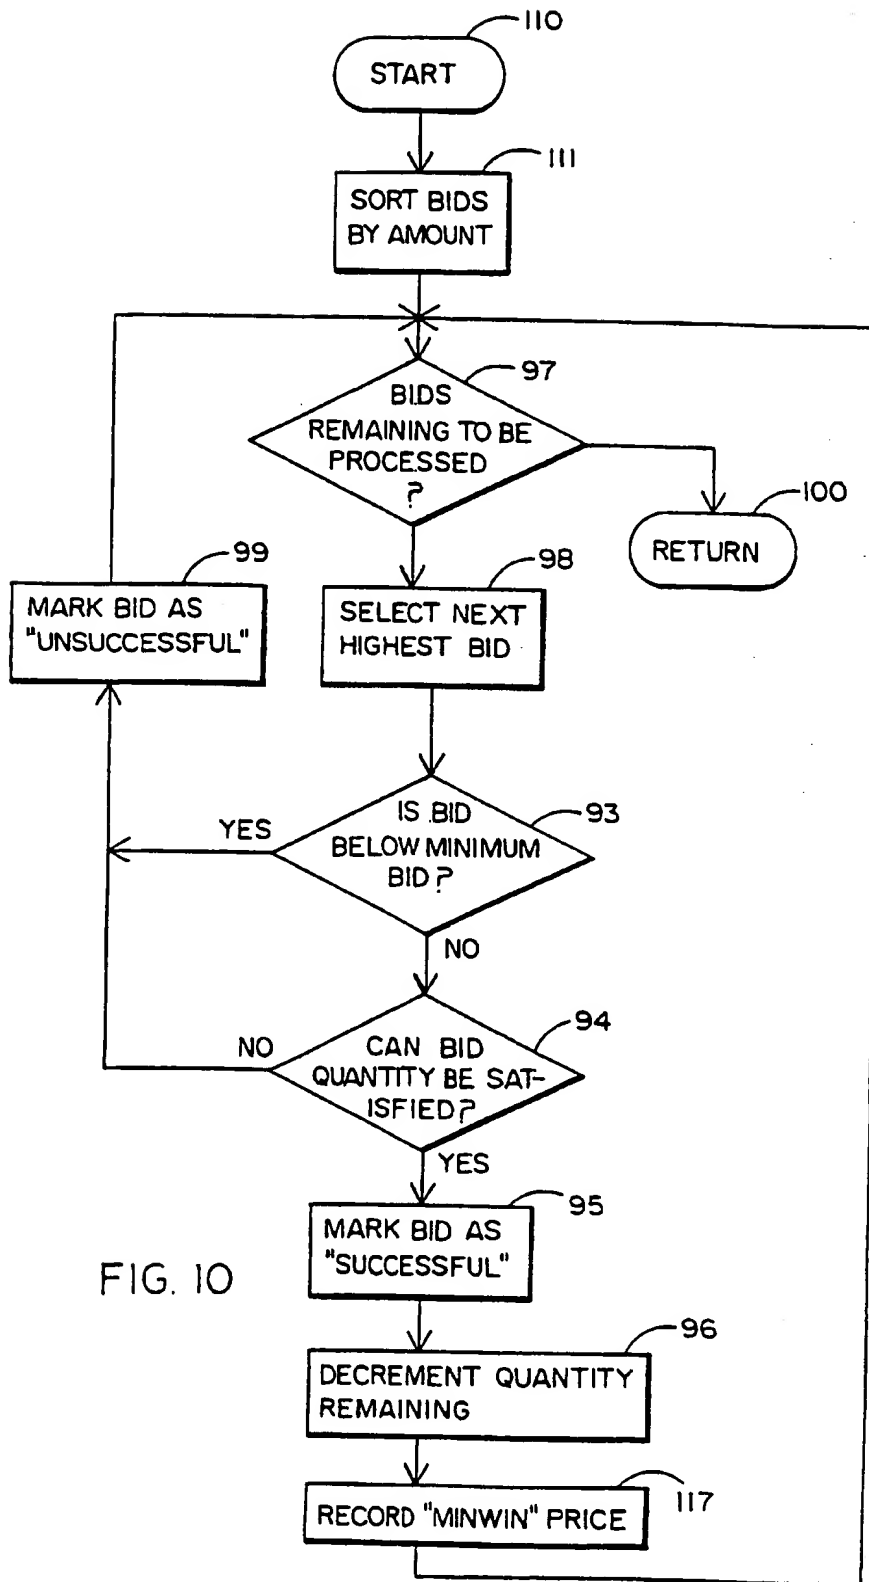 110
START
111
SORT BIDS
BY AMOUNT
97
BIDS
REMAINING TO BE
PROCESSED
?
100
RETURN
99
MARK BID AS
"UNSUCCESSFUL"
98
SELECT NEXT
HIGHEST BID
93
IS BID
BELOW MINIMUM
BID?
YES
NO
94
CAN BID
QUANTITY BE SAT-
ISFIED?
NO
YES
95
MARK BID AS
"SUCCESSFUL"
FIG. 10
96
DECREMENT QUANTITY
REMAINING
117
RECORD "MINWIN" PRICE